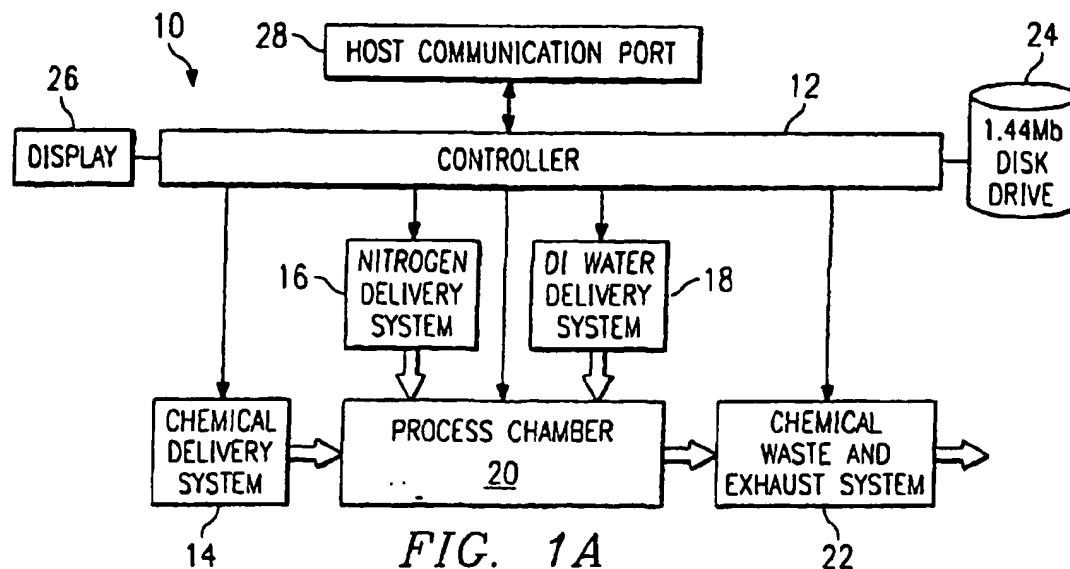 10
28
HOST COMMUNICATION PORT
24
26
12
DISPLAY
CONTROLLER
1.44Mb
DISK
DRIVE
16
NITROGEN
DELIVERY
SYSTEM
DI WATER
DELIVERY
SYSTEM
18
CHEMICAL
DELIVERY
SYSTEM
14
PROCESS CHAMBER
20
CHEMICAL
WASTE AND
EXHAUST SYSTEM
22
FIG. 1A